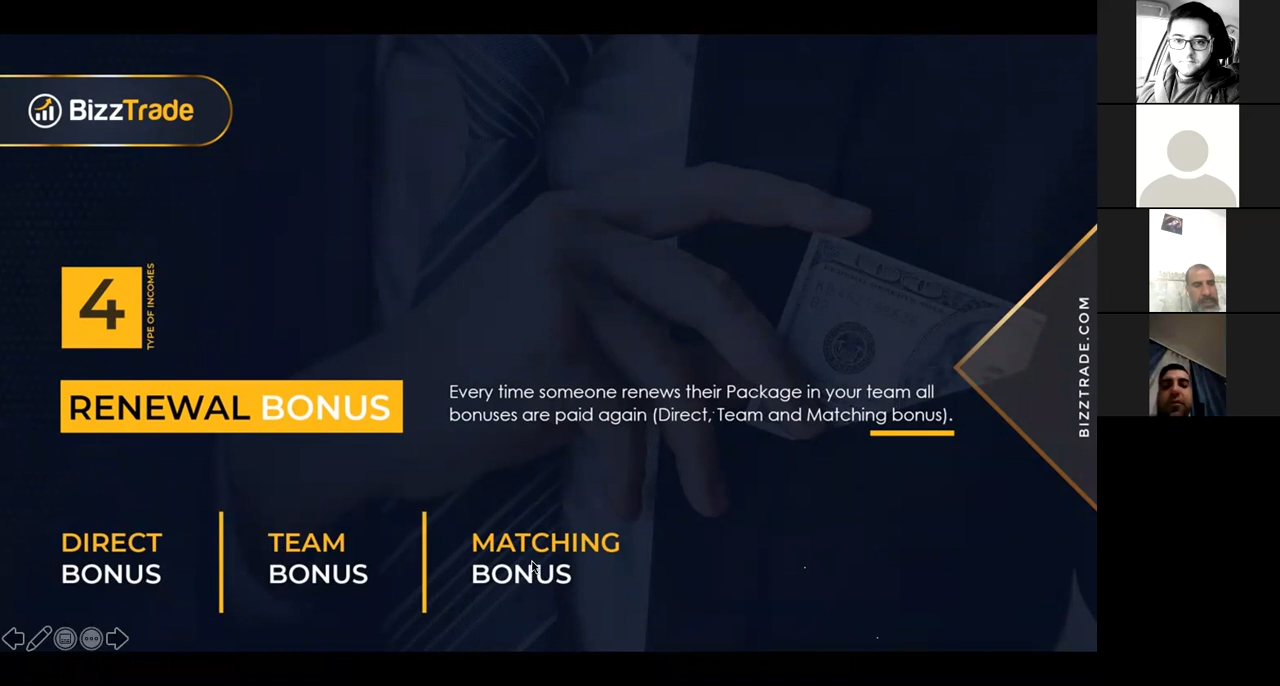 BizzTrade
4
TYPE OF INCOMES
RENEWAL BONUS
Every time someone renews their Package in your team all
bonuses are paid again (Direct, Team and Matching bonus).
DIRECT
BONUS
TEAM
BONUS
MATCHING
BONUS
BIZZTRADE.COM